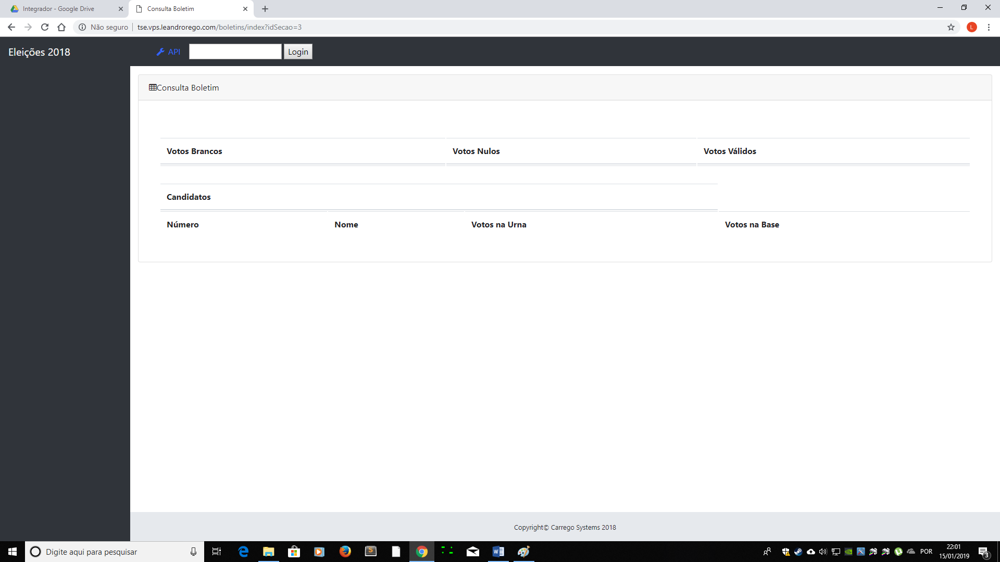 Integrador - Google Drive
Consulta Boletim
Não seguro
tse.vps.leandrorego.com/boletins/index?idSecao=3
L
Eleições 2018
API
Login
Consulta Boletim
Votos Brancos Votos Nulos Votos Válidos
Candidatos
Número Nome Votos na Urna Votos na Base
Copyright© Carrego Systems 2018
Digite aqui para pesquisar
POR
22:01
15/01/2019
3